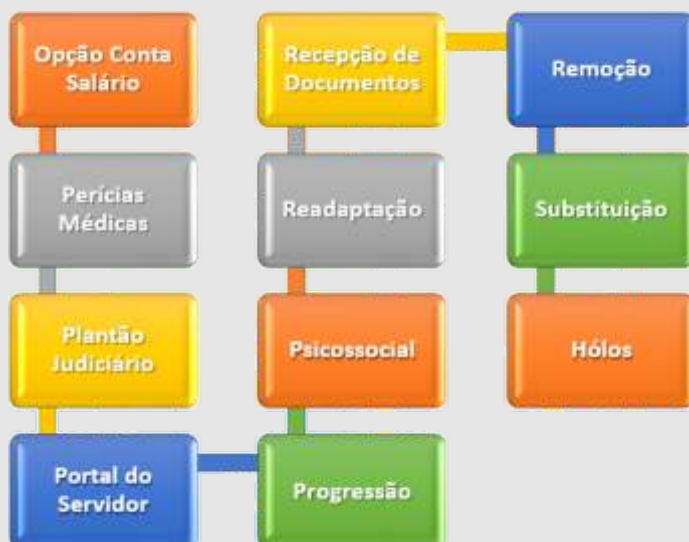 Opção Conta
Salário
Perícias
Médicas
Plantão
Judiciário
Portal do
Servidor
Progressão
Psicossocial
Readaptação
Recepção de
Documentos
Remoção
Substituição
Hólos